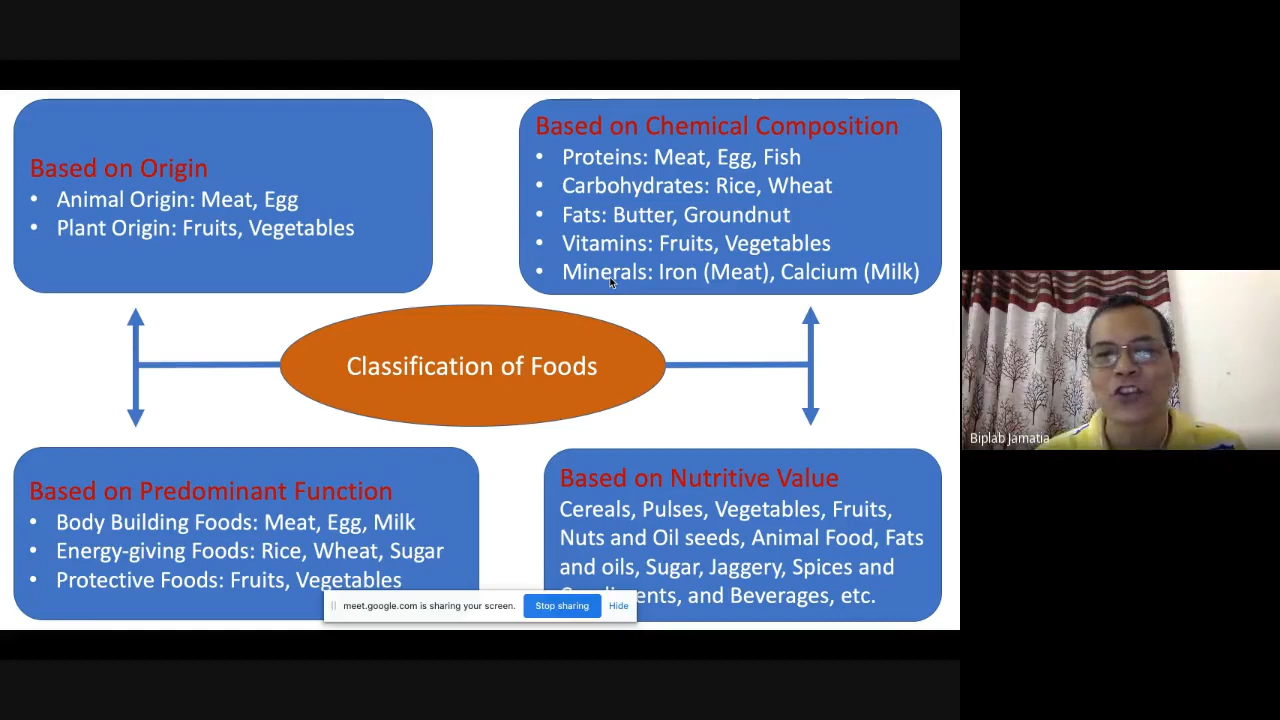 Based on Origin
• Animal Origin: Meat, Egg
• Plant Origin: Fruits, Vegetables
Based on Chemical Composition
• Proteins: Meat, Egg, Fish
• Carbohydrates: Rice, Wheat
• Fats: Butter, Groundnut
• Vitamins: Fruits, Vegetables
• Minerals: Iron (Meat), Calcium (Milk)
Classification of Foods
Based on Predominant Function
• Body Building Foods: Meat, Egg, Milk
• Energy-giving Foods: Rice, Wheat, Sugar
• Protective Foods: Fruits, Vegetables
Based on Nutritive Value
Cereals, Pulses, Vegetables, Fruits,
Nuts and Oil seeds, Animal Food, Fats
and oils, Sugar, Jaggery, Spices and
and Beverages, etc.
meet.google.com is sharing your screen.
Stop sharing
Hide
Biplab Jamatia